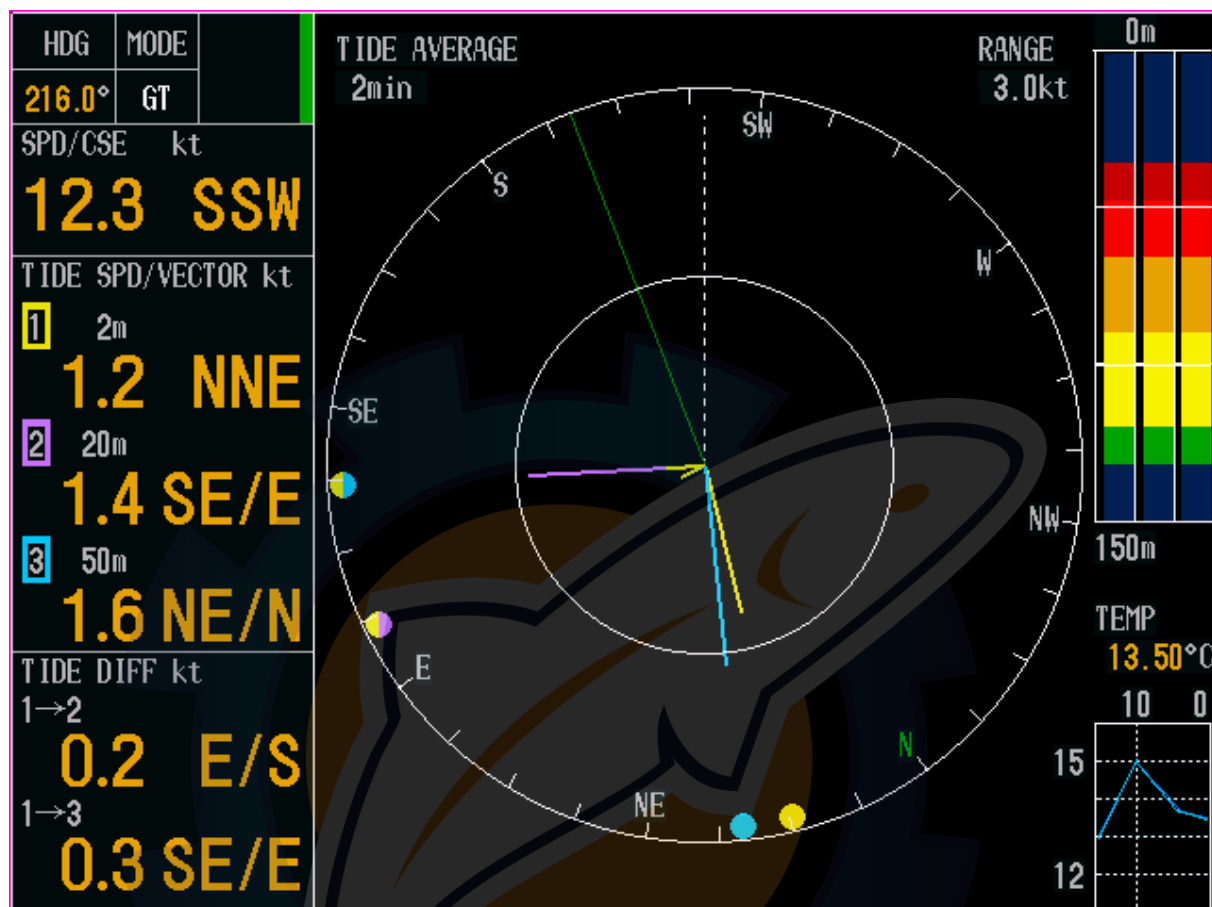 HDG MODE
216.0° GT
SPD/CSE kt
12.3 SSW
TIDE SPD/VECTOR kt
1 2m
1.2 NNE
2 20m
1.4 SE/E
3 50m
1.6 NE/N
TIDE DIFF kt
1→2
0.2 E/S
1→3
0.3 SE/E
TIDE AVERAGE
2min
RANGE
3.0kt
SW
S
W
SE
NW
E
N
NE
0m
150m
TEMP
13.50°C
10 0
15
12